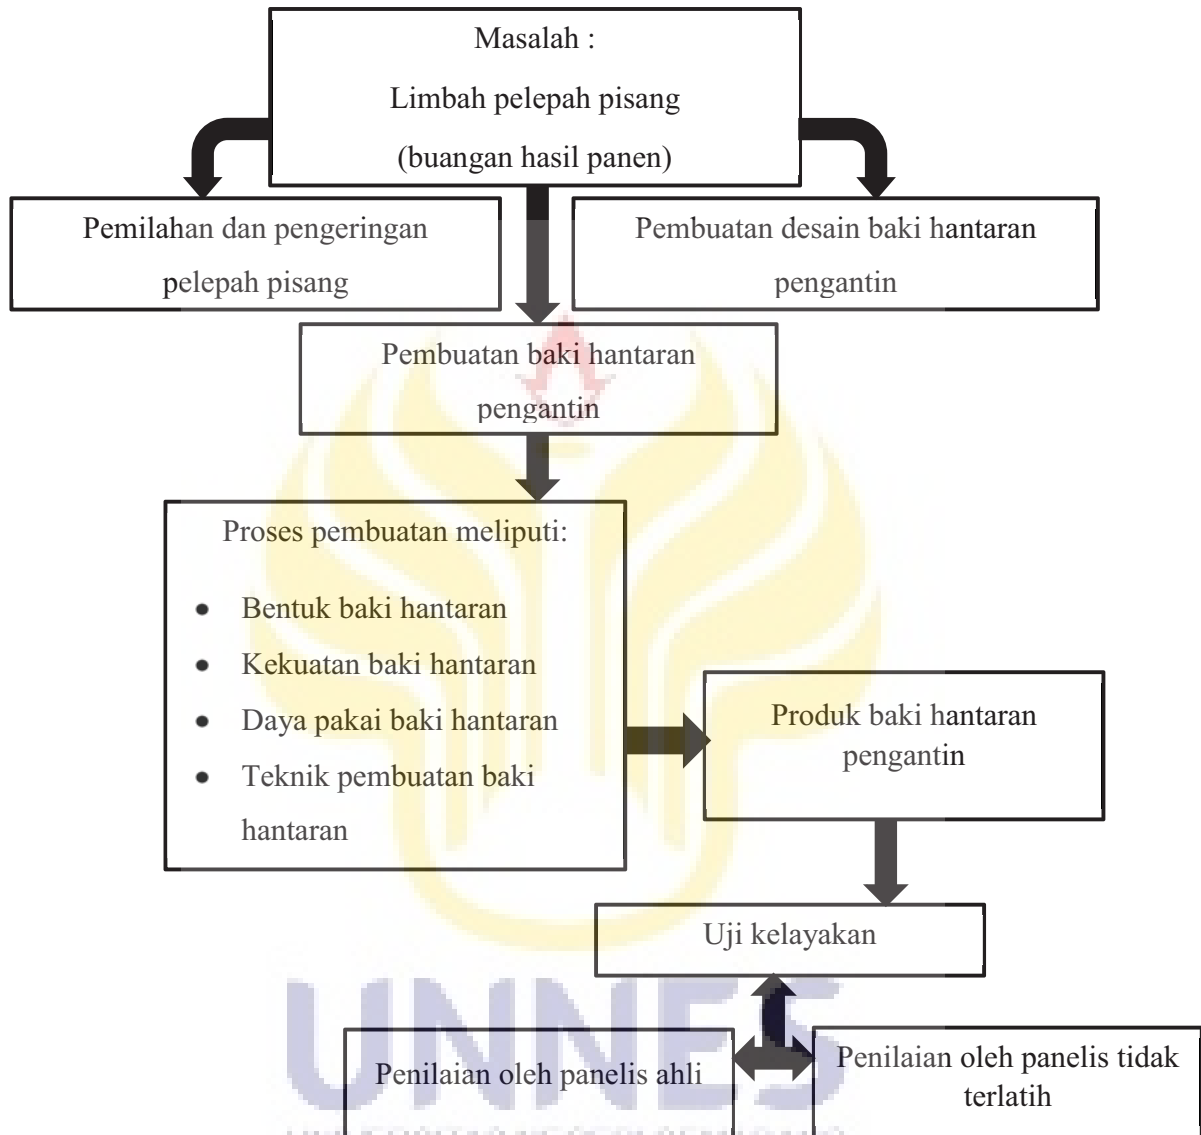 Masalah :
Limbah pelepah pisang
(buangan hasil panen)
Pemilahan dan pengeringan
pelepah pisang
Pembuatan desain baki hantaran
pengantin
Pembuatan baki hantaran
pengantin
Proses pembuatan meliputi:
• Bentuk baki hantaran
• Kekuatan baki hantaran
• Daya pakai baki hantaran
• Teknik pembuatan baki
hantaran
Produk baki hantaran
pengantin
Uji kelayakan
Penilaian oleh panelis ahli
Penilaian oleh panelis tidak
terlatih
UNNES